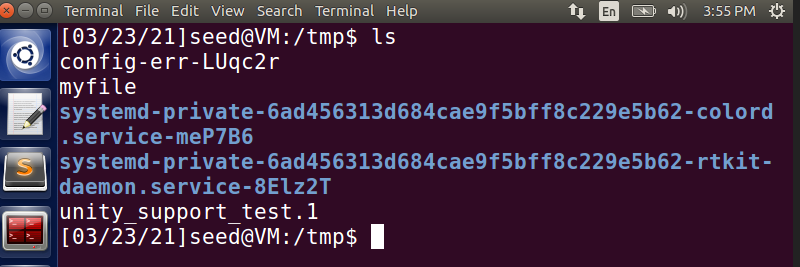 Terminal Terminal File Edit View Search Terminal Help En 3:55 PM
[03/23/21]seed@VM:/tmp$ ls
config-err-LUqc2r
myfile
systemd-private-6ad456313d684cae9f5bff8c229e5b62-colord
.service-meP7B6
systemd-private-6ad456313d684cae9f5bff8c229e5b62-rtkit-
daemon.service-8Elz2T
unity_support_test.1
[03/23/21]seed@VM:/tmp$